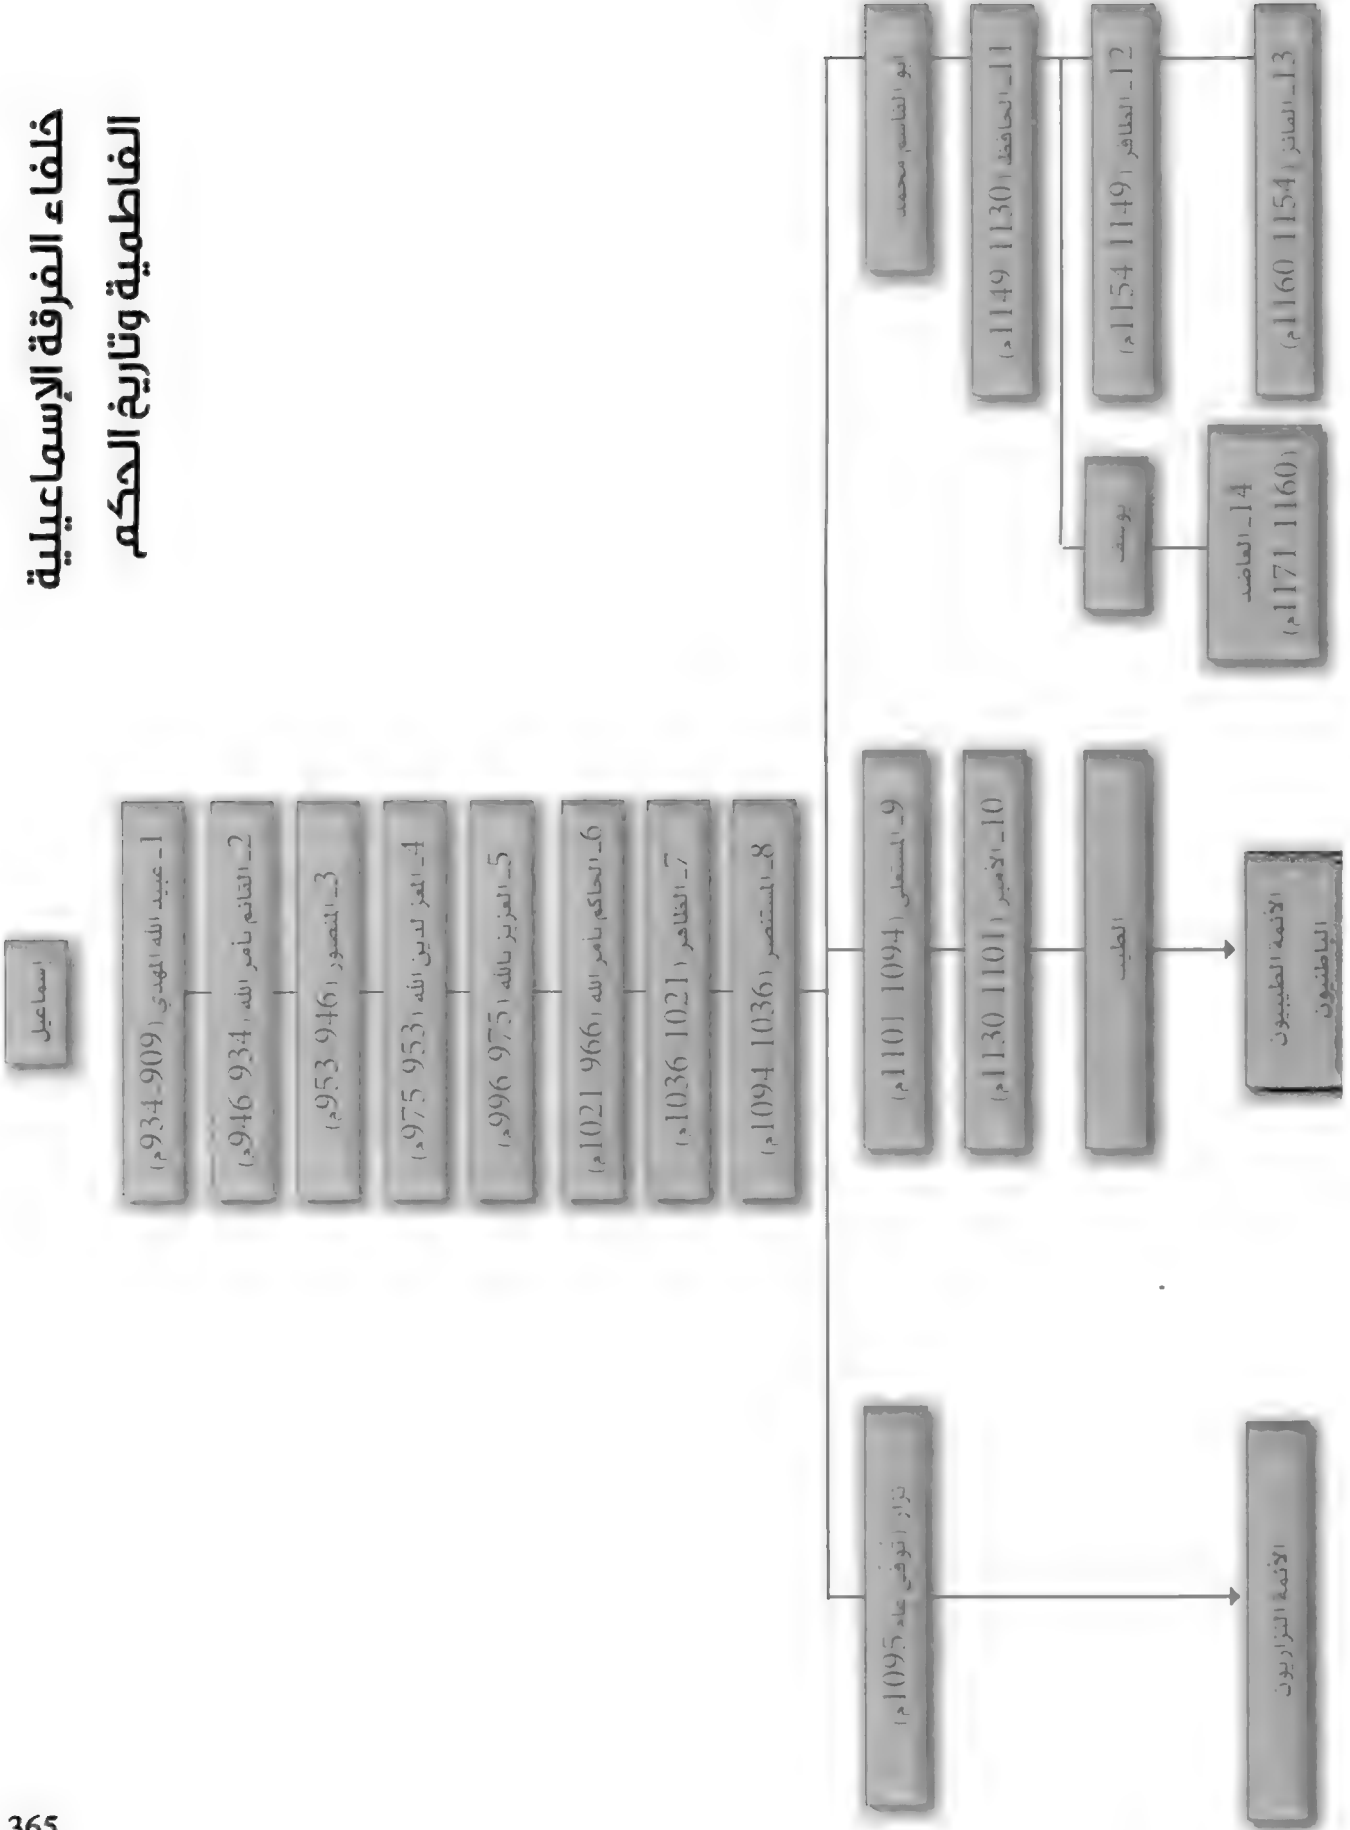 خلفاء الفرقة الإسماعيلية
الفاطمية وتاريخ الحكم
إسماعيل
1_ عبيد الله المهدي (909-934م)
2_ القائم بأمر الله (934 946م)
3_ المنصور (946 953م)
4_ المعز لدين الله (953 975م)
5_ العزيز بالله (975 996م)
6_ الحاكم بأمر الله (966 1021م)
7_ الظاهر (1021 1036م)
8_ المستنصر (1036 1094م)
ابو القاسم محمد
11_ الحافظ (1130 1149م)
12_ الظافر (1149 1154م)
13_ الفائز (1154 1160م)
يوسف
14_ العاضد
(1160 1171م)
9_ المستعلي (1094 1101م)
10_ الأمير (1101 1130م)
الطيب
الأئمة الطيبيون
الباطنيون
نزار (توفي عام 1095م)
الأئمة النزاريون
365